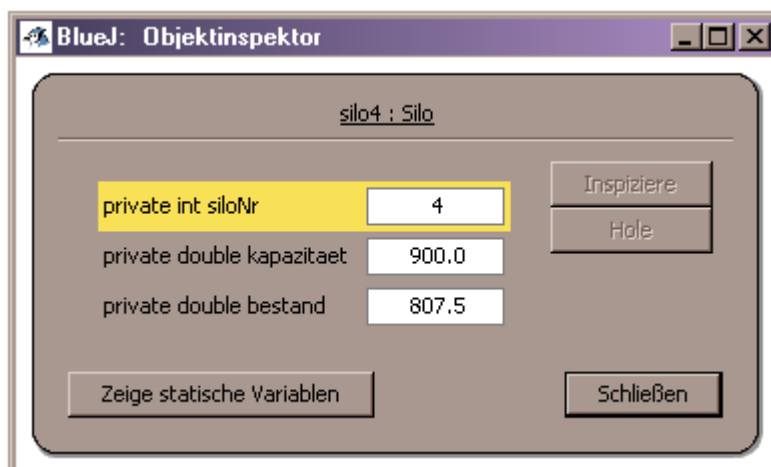 BlueJ: Objektinspektor
silo4 : Silo
private int siloNr 4
private double kapazitaet 900.0
private double bestand 807.5
Inspiziere
Hole
Zeige statische Variablen
Schließen